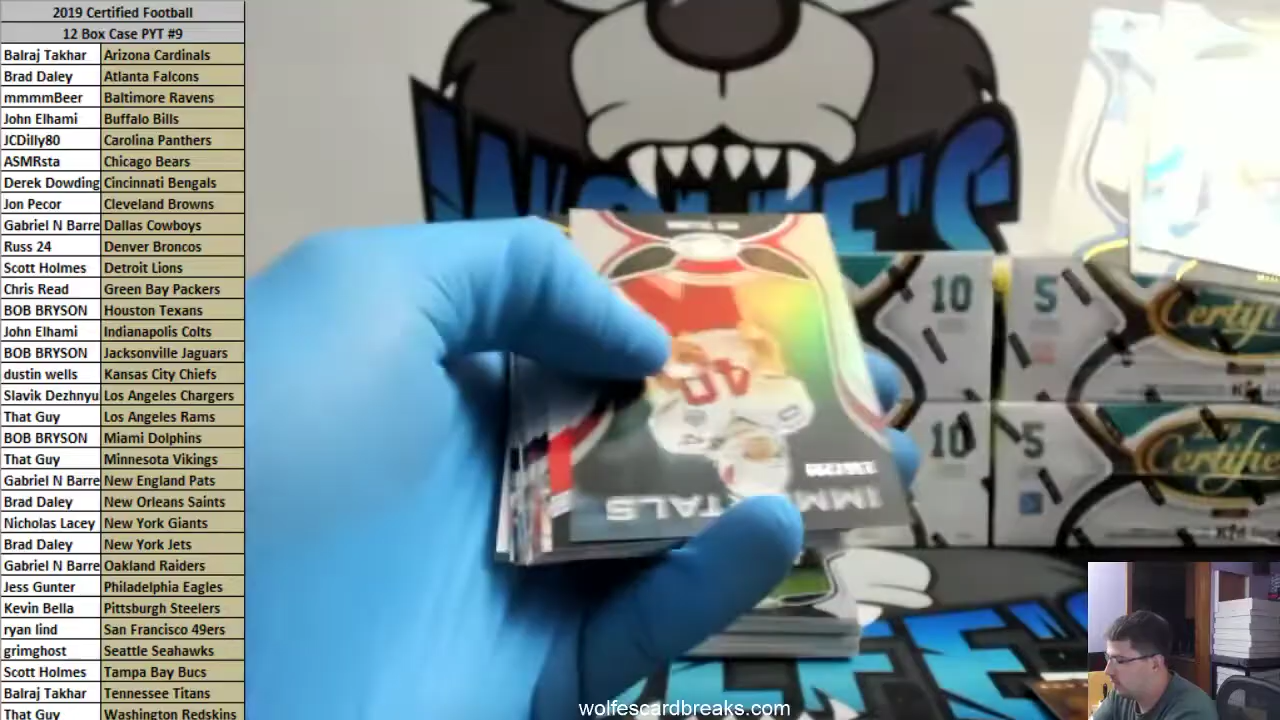 2019 Certified Football
12 Box Case PYT #9
Balraj Takhar Arizona Cardinals
Brad Daley Atlanta Falcons
mmmmBeer Baltimore Ravens
John Elhami Buffalo Bills
JCDilly80 Carolina Panthers
ASMRsta Chicago Bears
Derek Dowding Cincinnati Bengals
Jon Pecor Cleveland Browns
Gabriel N Barre Dallas Cowboys
Russ 24 Denver Broncos
Scott Holmes Detroit Lions
Chris Read Green Bay Packers
BOB BRYSON Houston Texans
John Elhami Indianapolis Colts
BOB BRYSON Jacksonville Jaguars
dustin wells Kansas City Chiefs
Slavik Dezhnyu Los Angeles Chargers
That Guy Los Angeles Rams
BOB BRYSON Miami Dolphins
That Guy Minnesota Vikings
Gabriel N Barre New England Pats
Brad Daley New Orleans Saints
Nicholas Lacey New York Giants
Brad Daley New York Jets
Gabriel N Barre Oakland Raiders
Jess Gunter Philadelphia Eagles
Kevin Bella Pittsburgh Steelers
ryan lind San Francisco 49ers
grimghost Seattle Seahawks
Scott Holmes Tampa Bay Bucs
Balraj Takhar Tennessee Titans
That Guy Washington Redskins
10 5 Certifi
10 5 Certifie
40
wolfescardbreaks.com